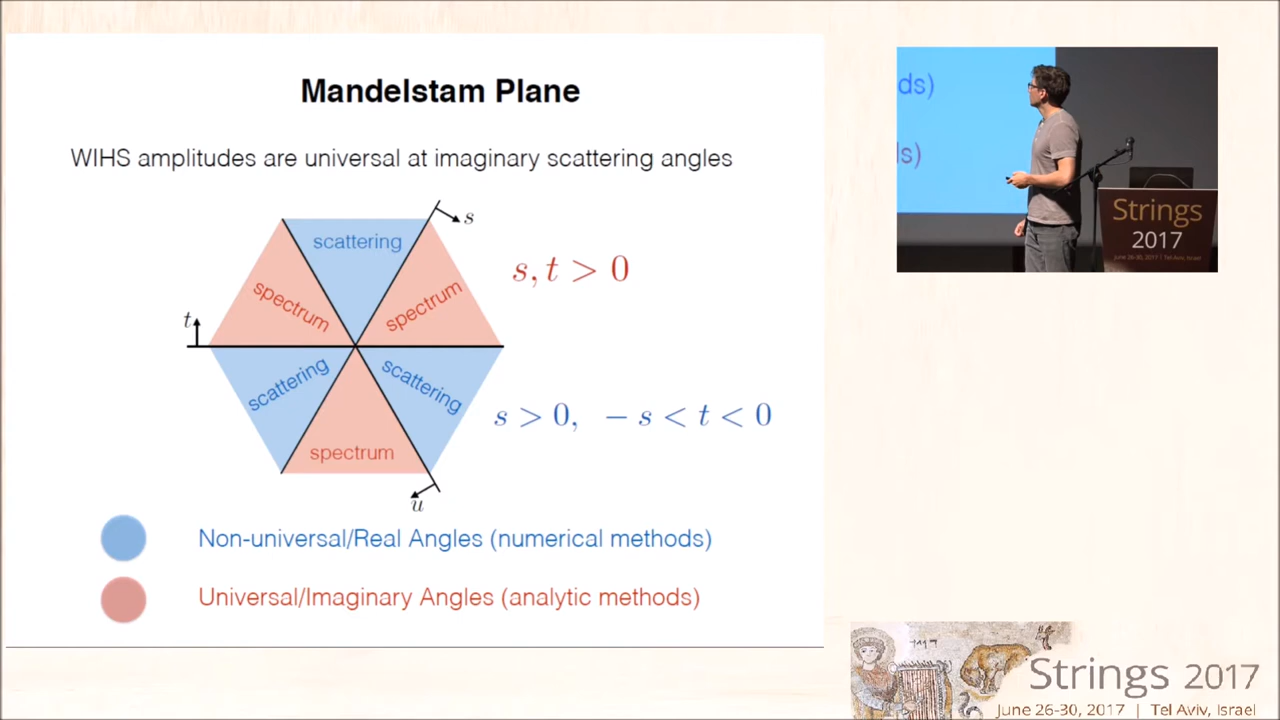 Mandelstam Plane
WIHS amplitudes are universal at imaginary scattering angles
s
scattering
spectrum
spectrum
s, t > 0
t
scattering
scattering
s > 0, − s < t < 0
spectrum
u
Non-universal/Real Angles (numerical methods)
Universal/Imaginary Angles (analytic methods)
ds)
ls)
Strings
2017
June 26-30, 2017 | Tel Aviv, Israel
Strings 2017
June 26-30, 2017 | Tel Aviv, Israel